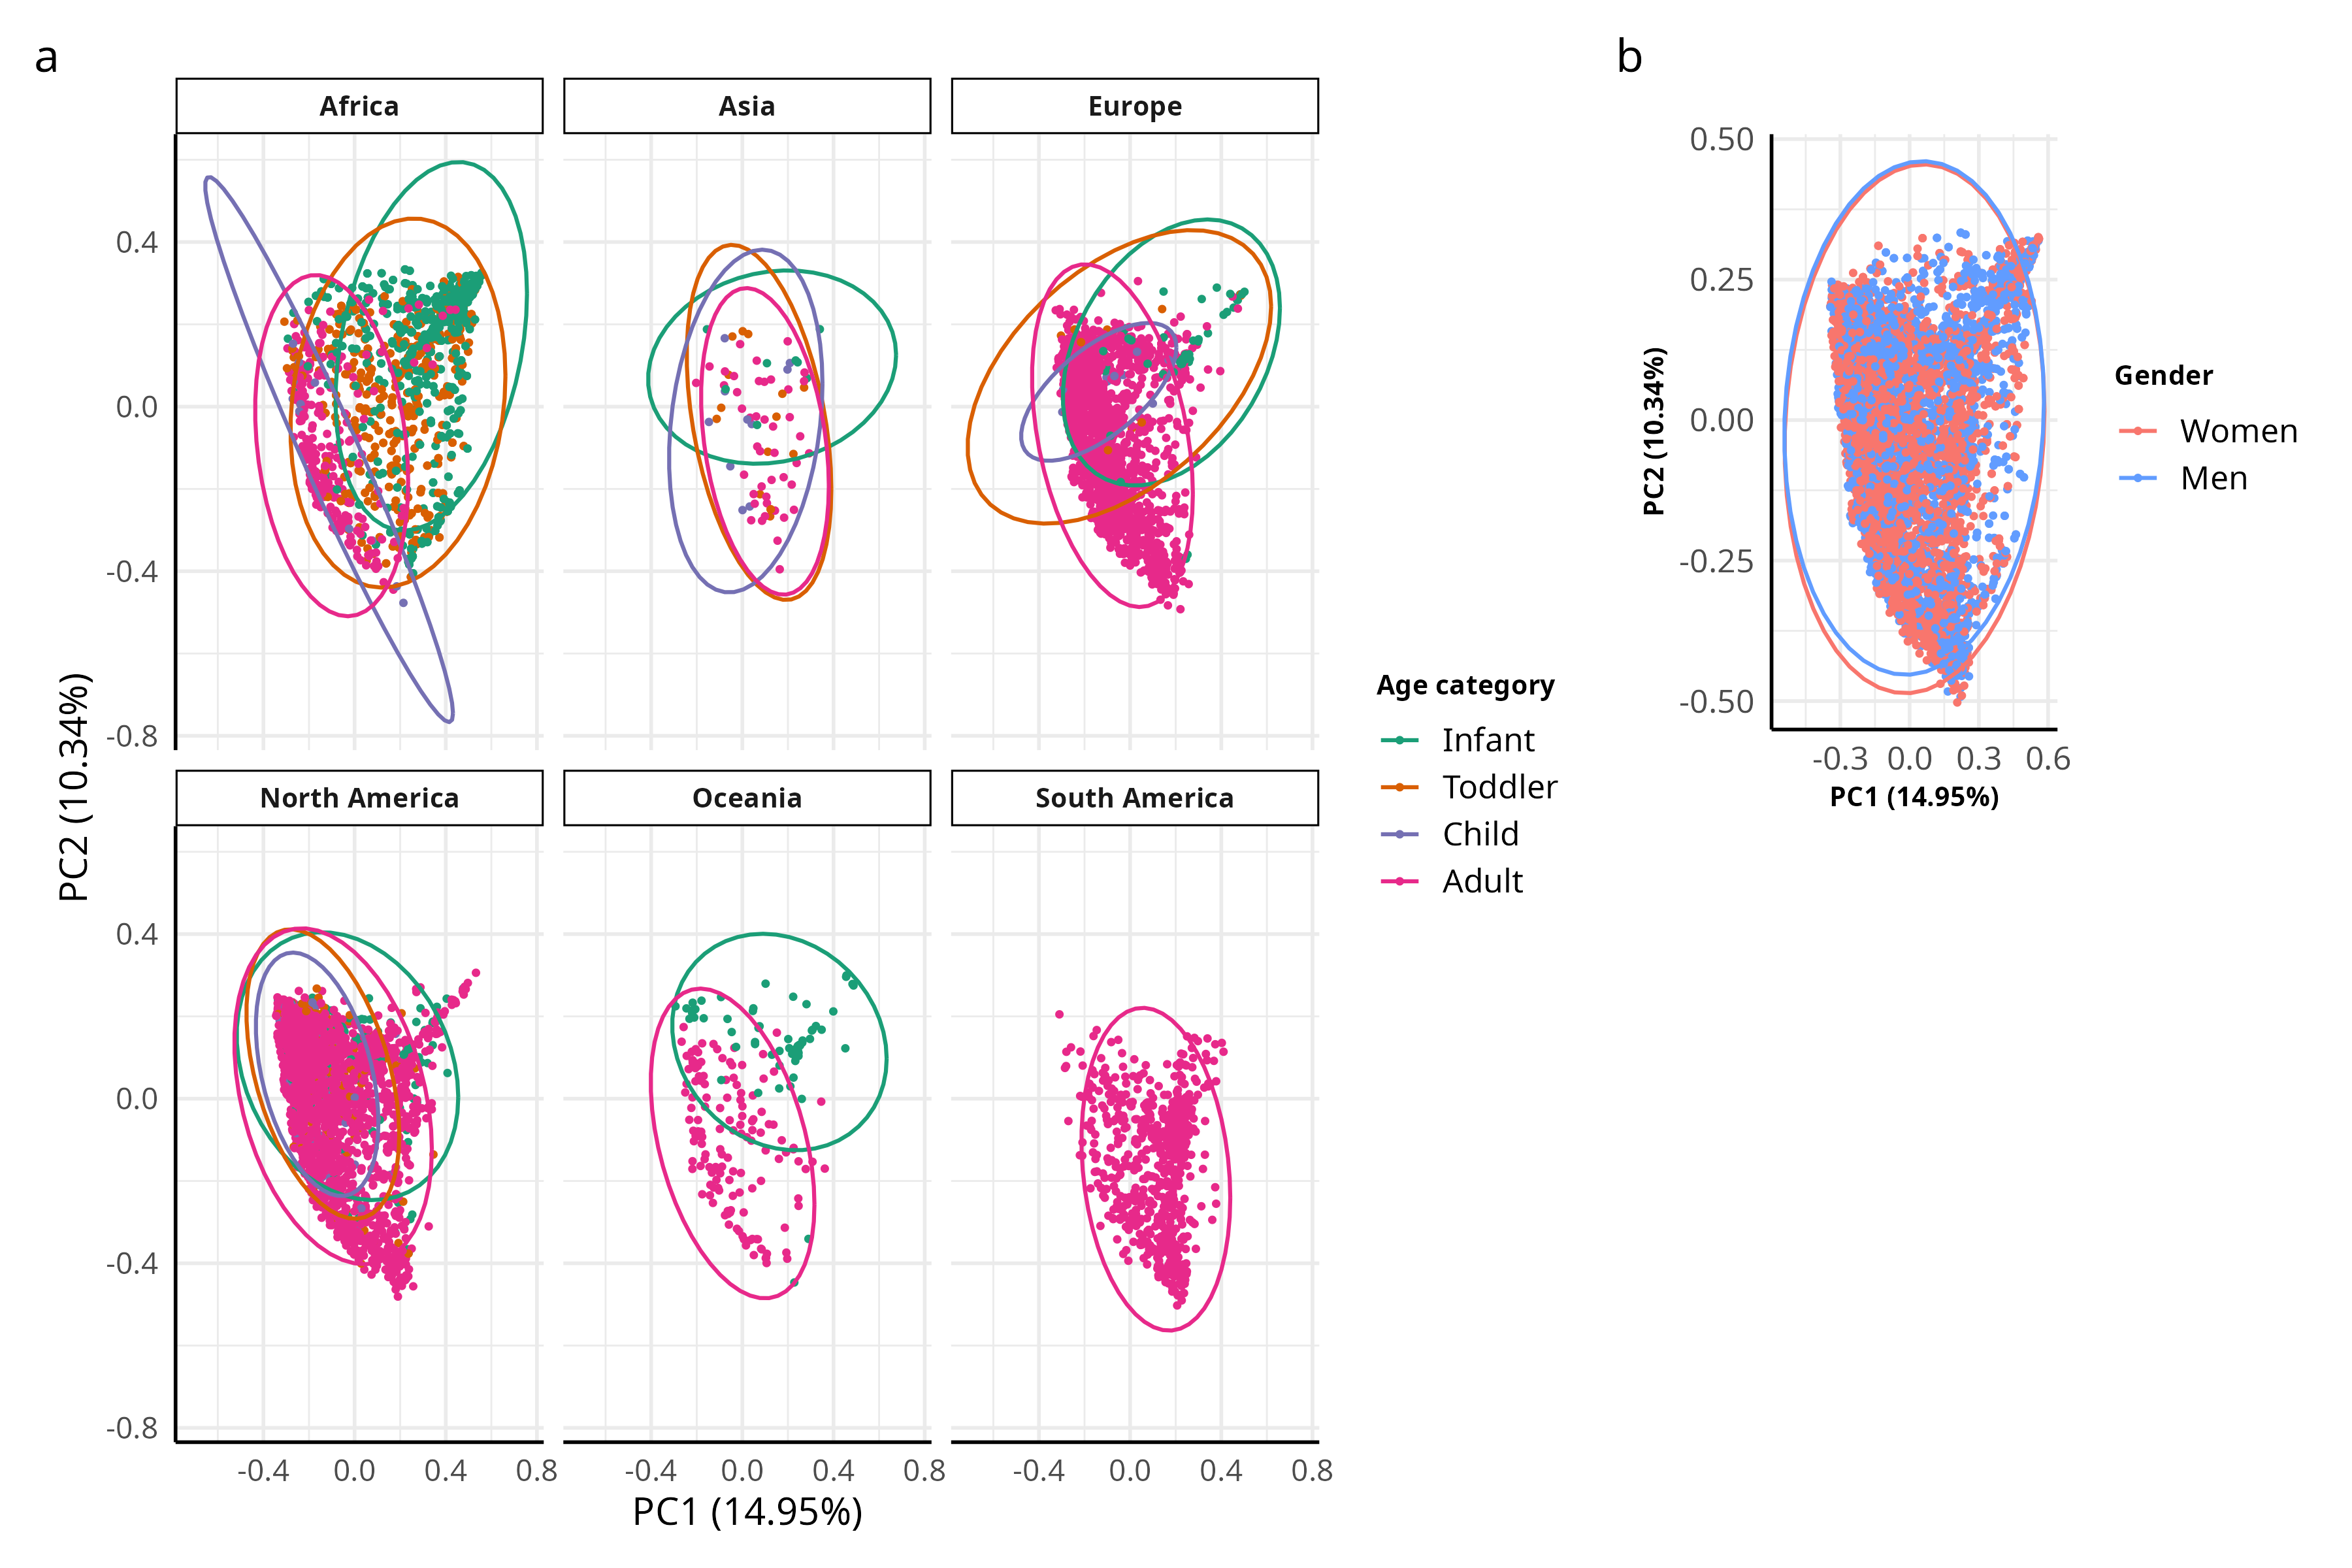 a
b
Africa
Asia
Europe
0.4
0.0
-0.4
-0.8
North America
Oceania
South America
0.4
0.0
-0.4
-0.8
-0.4 0.0 0.4 0.8
-0.4 0.0 0.4 0.8
-0.4 0.0 0.4 0.8
PC1 (14.95%)
PC2 (10.34%)
Age category
Infant
Toddler
Child
Adult
0.50
0.25
0.00
-0.25
-0.50
-0.3 0.0 0.3 0.6
PC1 (14.95%)
PC2 (10.34%)
Gender
Women
Men